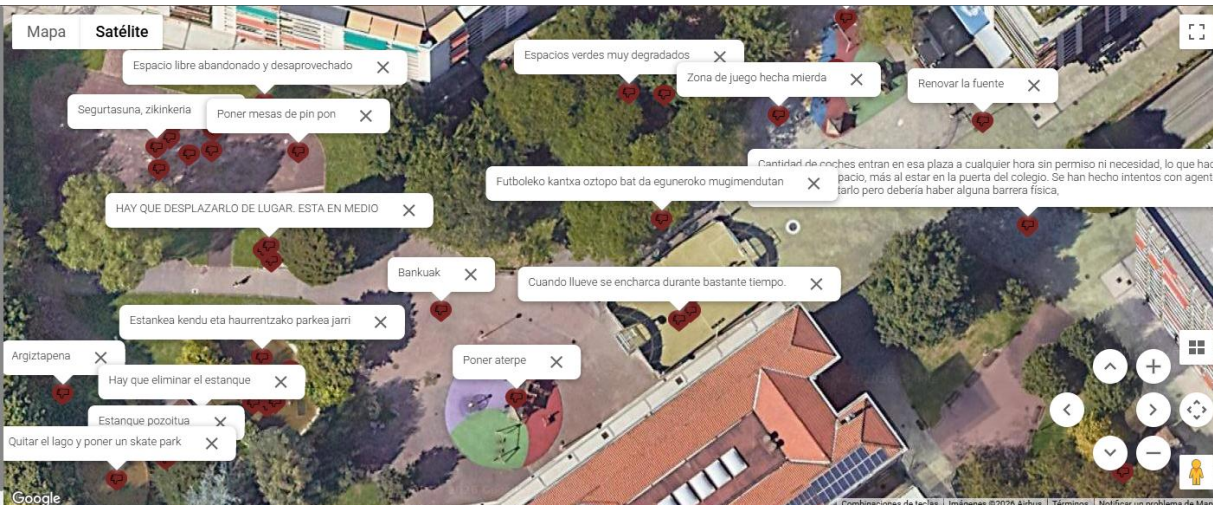 Mapa
Satélite
Espacio libre abandonado y desaprovechado
Segurtasuna, zikinkeria
Poner mesas de pin pon
HAY QUE DESPLAZARLO DE LUGAR. ESTA EN MEDIO
Espacios verdes muy degradados
Zona de juego hecha mierda
Renovar la fuente
Cantidad de coches entran en esa plaza a cualquier hora sin permiso ni necesidad, lo que
más al estar en la puerta del colegio. Se han hecho intentos con
pero debería haber alguna barrera física,
Futboleko kantxa oztopo bat da eguneroko mugimendutan
Bankuak
Cuando llueve se encharca durante bastante tiempo.
Estankea kendu eta haurrentzako parkea jarri
Argiztapena
Poner aterpe
Hay que eliminar el estanque
Estanque pozoitua
Quitar el lago y poner un skate park
Google
Combinaciones de teclas
Imágenes ©2026 Airbus
Términos
Notificar un problema de